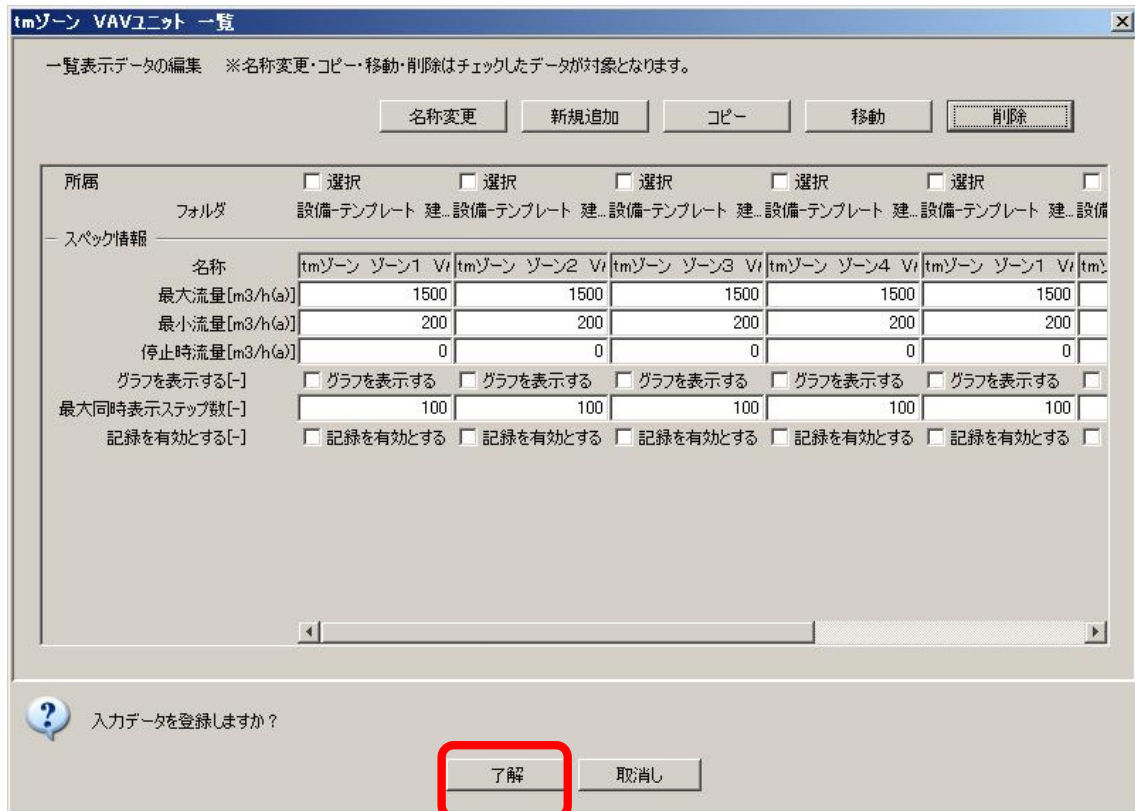 tmゾーン VAVユニット 一覧
一覧表示データの編集 ※名称変更・コピー・移動・削除はチェックしたデータが対象となります。
名称変更 新規追加 コピー 移動 削除
所属 選択 選択 選択 選択 選択
フォルダ 設備-テンプレート 建... 設備-テンプレート 建... 設備-テンプレート 建... 設備-テンプレート 建... 設備-テンプレート 建... 設備
スペック情報
名称 tmゾーン ゾーン1 VA tmゾーン ゾーン2 VA tmゾーン ゾーン3 VA tmゾーン ゾーン4 VA tmゾーン ゾーン1 VA tm
最大流量[m3/h(a)] 1500 1500 1500 1500 1500
最小流量[m3/h(a)] 200 200 200 200 200
停止時流量[m3/h(a)] 0 0 0 0 0
グラフを表示する[-] グラフを表示する グラフを表示する グラフを表示する グラフを表示する グラフを表示する
最大同時表示ステップ数[-] 100 100 100 100 100
記録を有効とする[-] 記録を有効とする 記録を有効とする 記録を有効とする 記録を有効とする 記録を有効とする
入力データを登録しますか？
了解 取消し